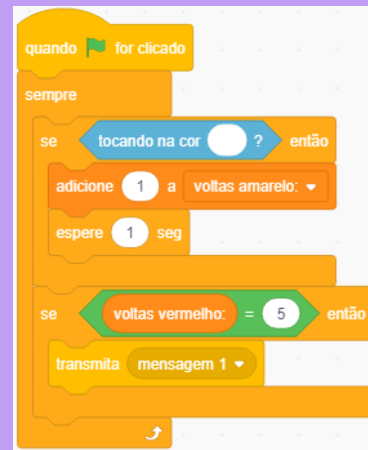 quando for clicado
sempre
se tocando na cor ? então
adicione 1 a voltas amarelo:
espere 1 seg
se voltas vermelho: = 5 então
transmita mensagem 1